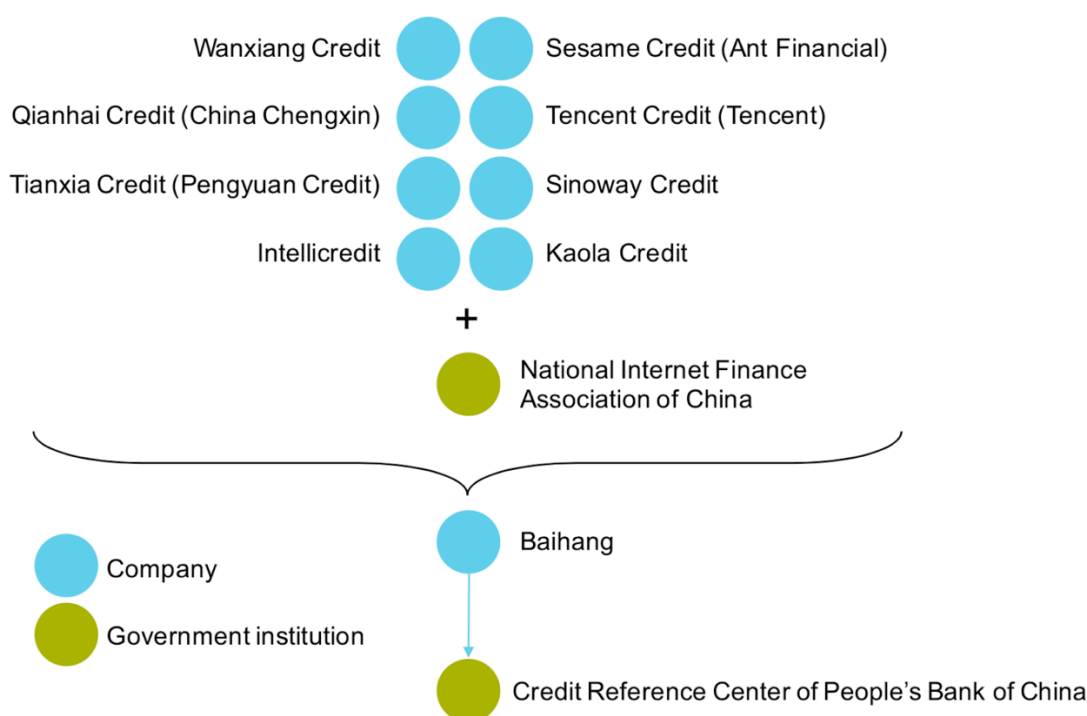 Wanxiang Credit
Sesame Credit (Ant Financial)
Qianhai Credit (China Chengxin)
Tencent Credit (Tencent)
Tianxia Credit (Pengyuan Credit)
Sinoway Credit
Intellicredit
Kaola Credit
+
National Internet Finance
Association of China
Baihang
Company
Government institution
Credit Reference Center of People's Bank of China